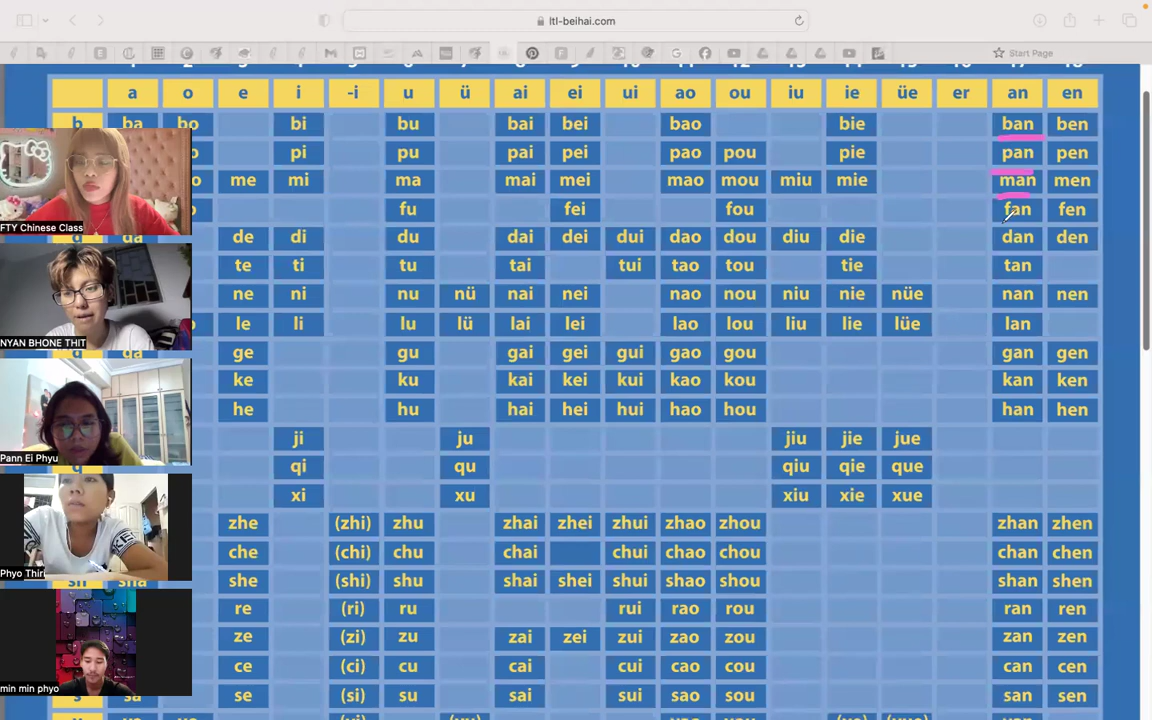 ltl-beihai.com
Start Page
a o e i -i u ü ai ei ui ao ou iu ie üe er an en
b ba bo bi bu bai bei bao bie ban ben
pi pu pai pei pao pou pie pan pen
me mi ma mai mei mao mou miu mie man men
FTY Chinese Class
fu fei fou fan fen
de di du dai dei dui dao dou diu die dan den
te ti tu tai tui tao tou tie tan
ne ni nu nü nai nei nao nou niu nie nüe nan nen
le li lu lü lai lei lao lou liu lie lüe lan
NYAN BHONE THIT
ge gu gai gei gui gao gou gan gen
ke ku kai kei kui kao kou kan ken
he hu hai hei hui hao hou han hen
ji ju jiu jie jue
Pann Ei Phyu
qi qu qiu qie que
xi xu xiu xie xue
zhe (zhi) zhu zhai zhei zhui zhao zhou zhan zhen
che (chi) chu chai chui chao chou chan chen
Phyo Thiri
sha she (shi) shu shai shei shui shao shou shan shen
re (ri) ru rui rao rou ran ren
ze (zi) zu zai zei zui zao zou zan zen
ce (ci) cu cai cui cao cou can cen
min min phyo
s sa se (si) su sai sui sao sou san sen